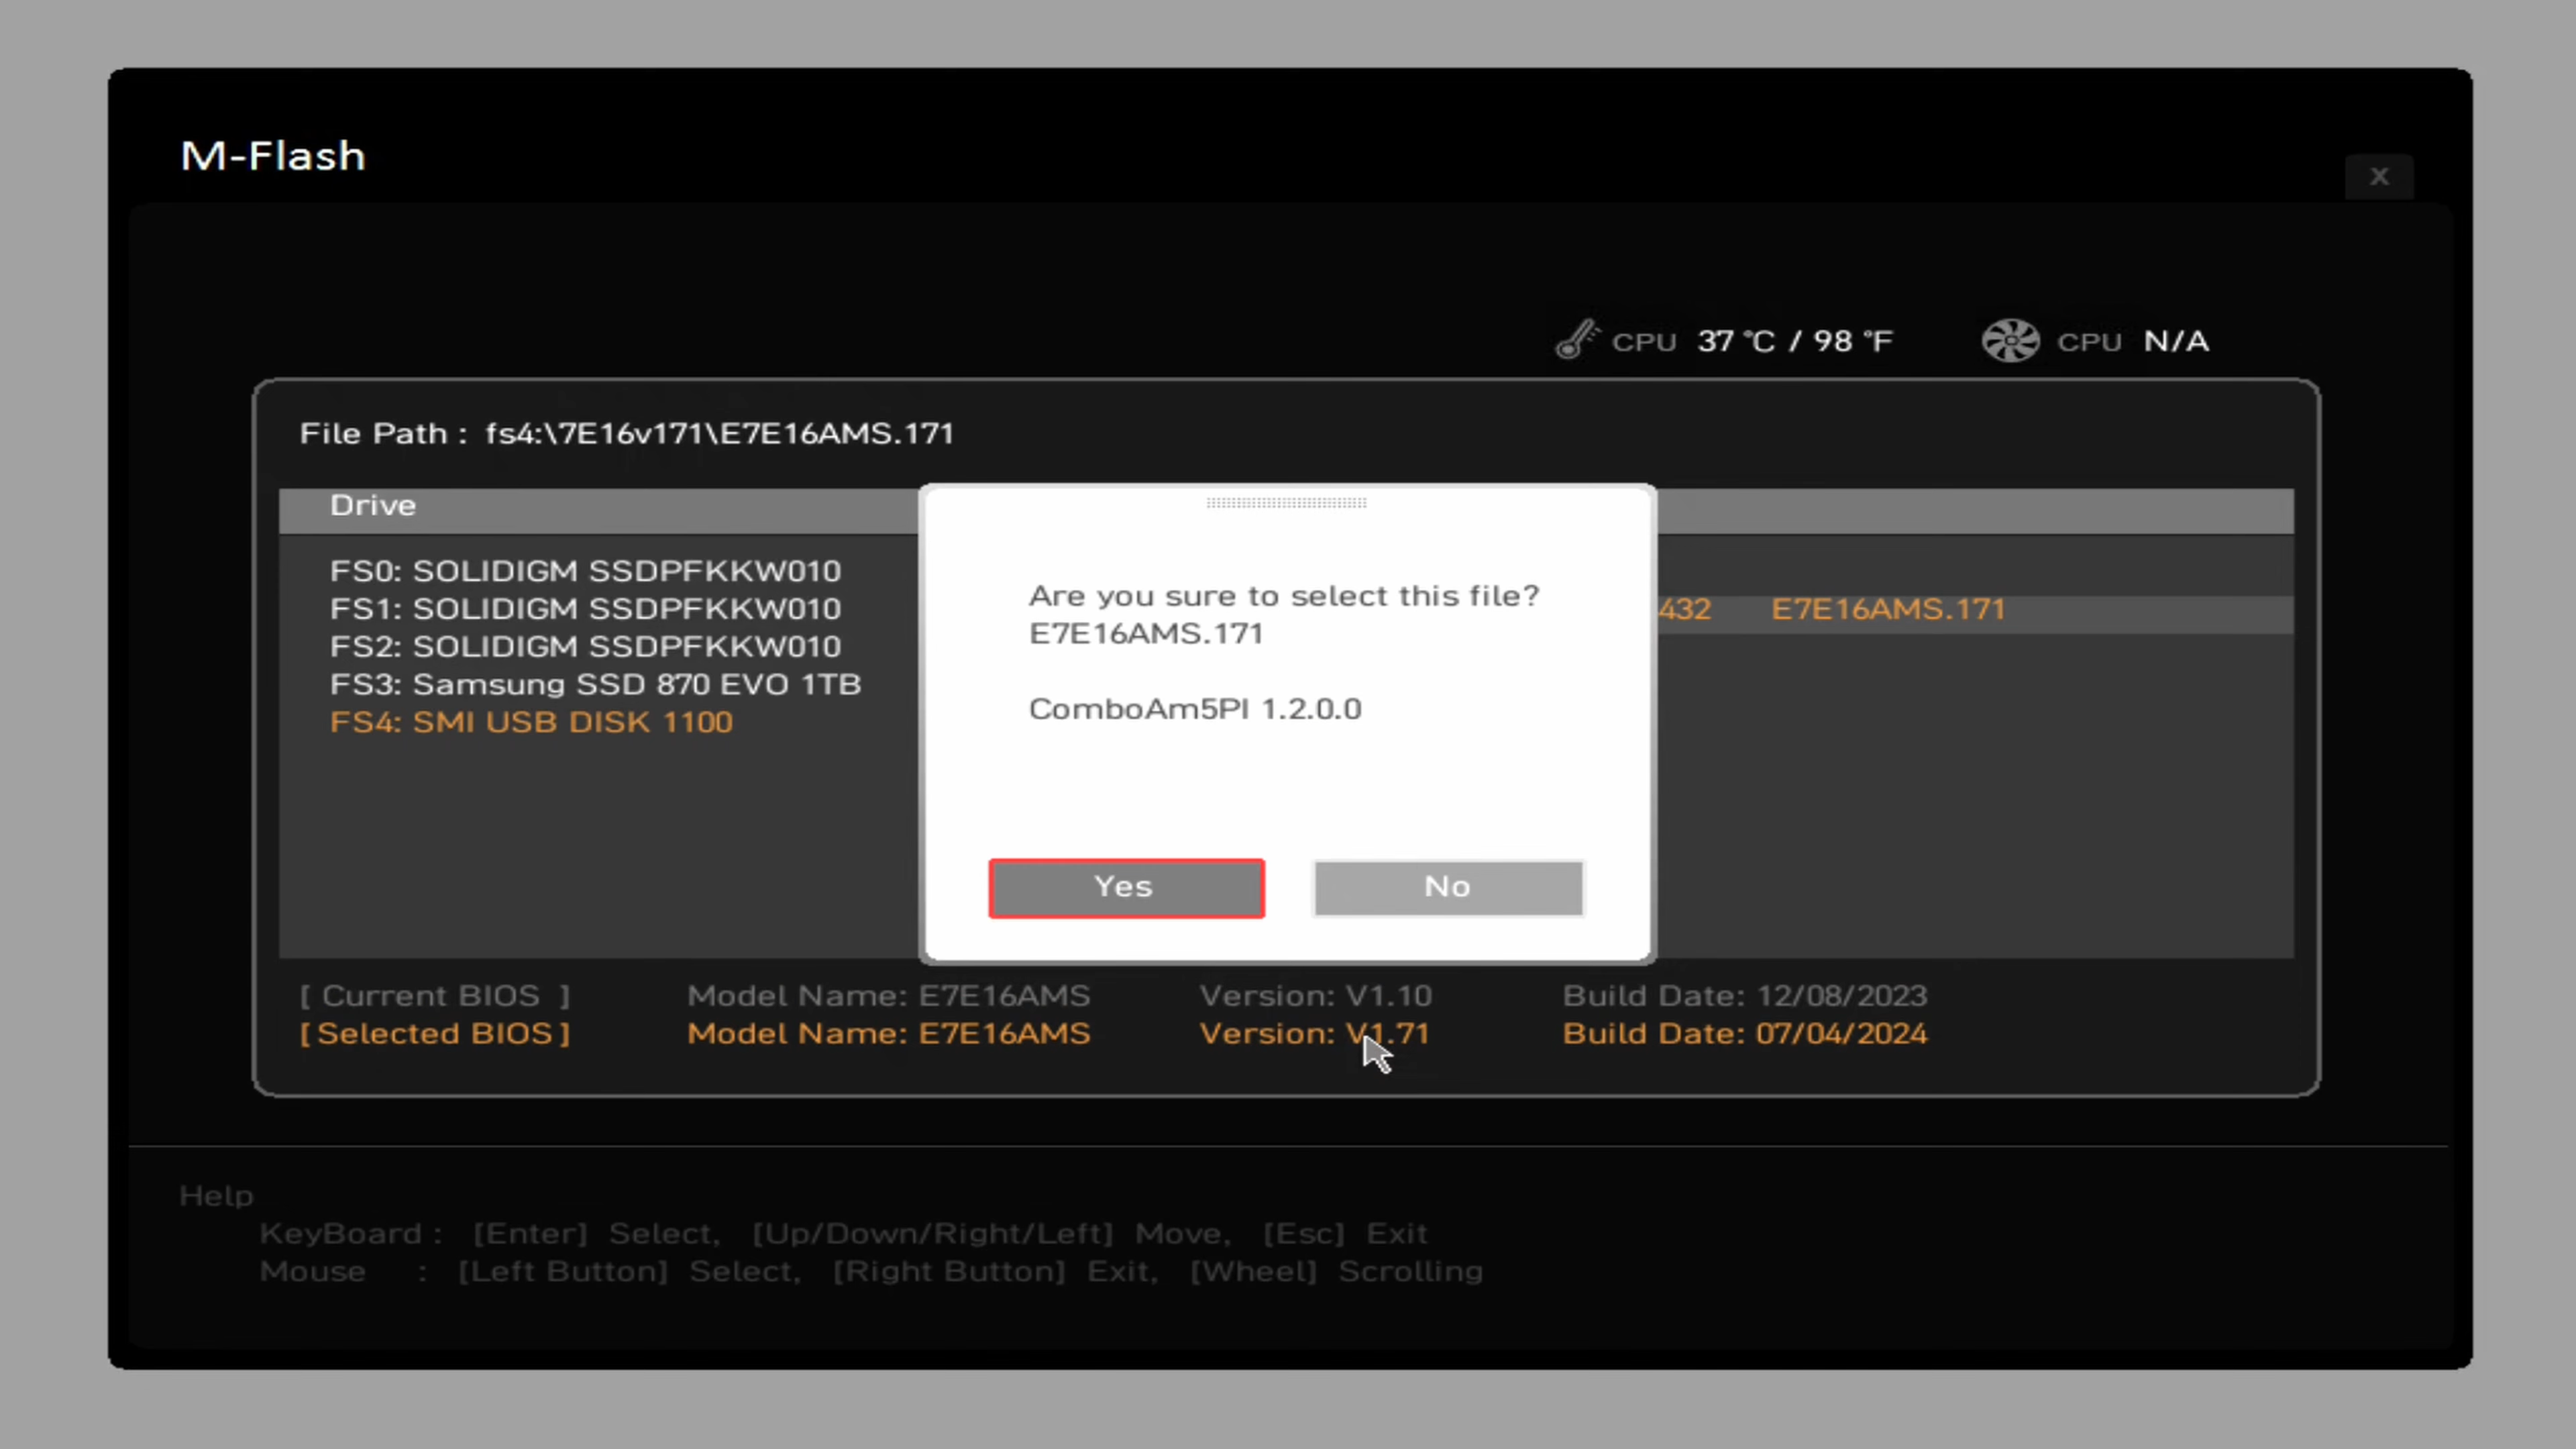 M-Flash
X
CPU 37 °C / 98 °F CPU N/A
File Path : fs4:\7E16v171\E7E16AMS.171
Drive
FS0: SOLIDIGM SSDPFKKW010
FS1: SOLIDIGM SSDPFKKW010
FS2: SOLIDIGM SSDPFKKW010
FS3: Samsung SSD 870 EVO 1TB
FS4: SMI USB DISK 1100
432 E7E16AMS.171
Are you sure to select this file?
E7E16AMS.171
ComboAm5PI 1.2.0.0
Yes No
[ Current BIOS ] Model Name: E7E16AMS Version: V1.10 Build Date: 12/08/2023
[ Selected BIOS ] Model Name: E7E16AMS Version: V1.71 Build Date: 07/04/2024
Help
KeyBoard : [Enter] Select, [Up/Down/Right/Left] Move, [Esc] Exit
Mouse : [Left Button] Select, [Right Button] Exit, [Wheel] Scrolling